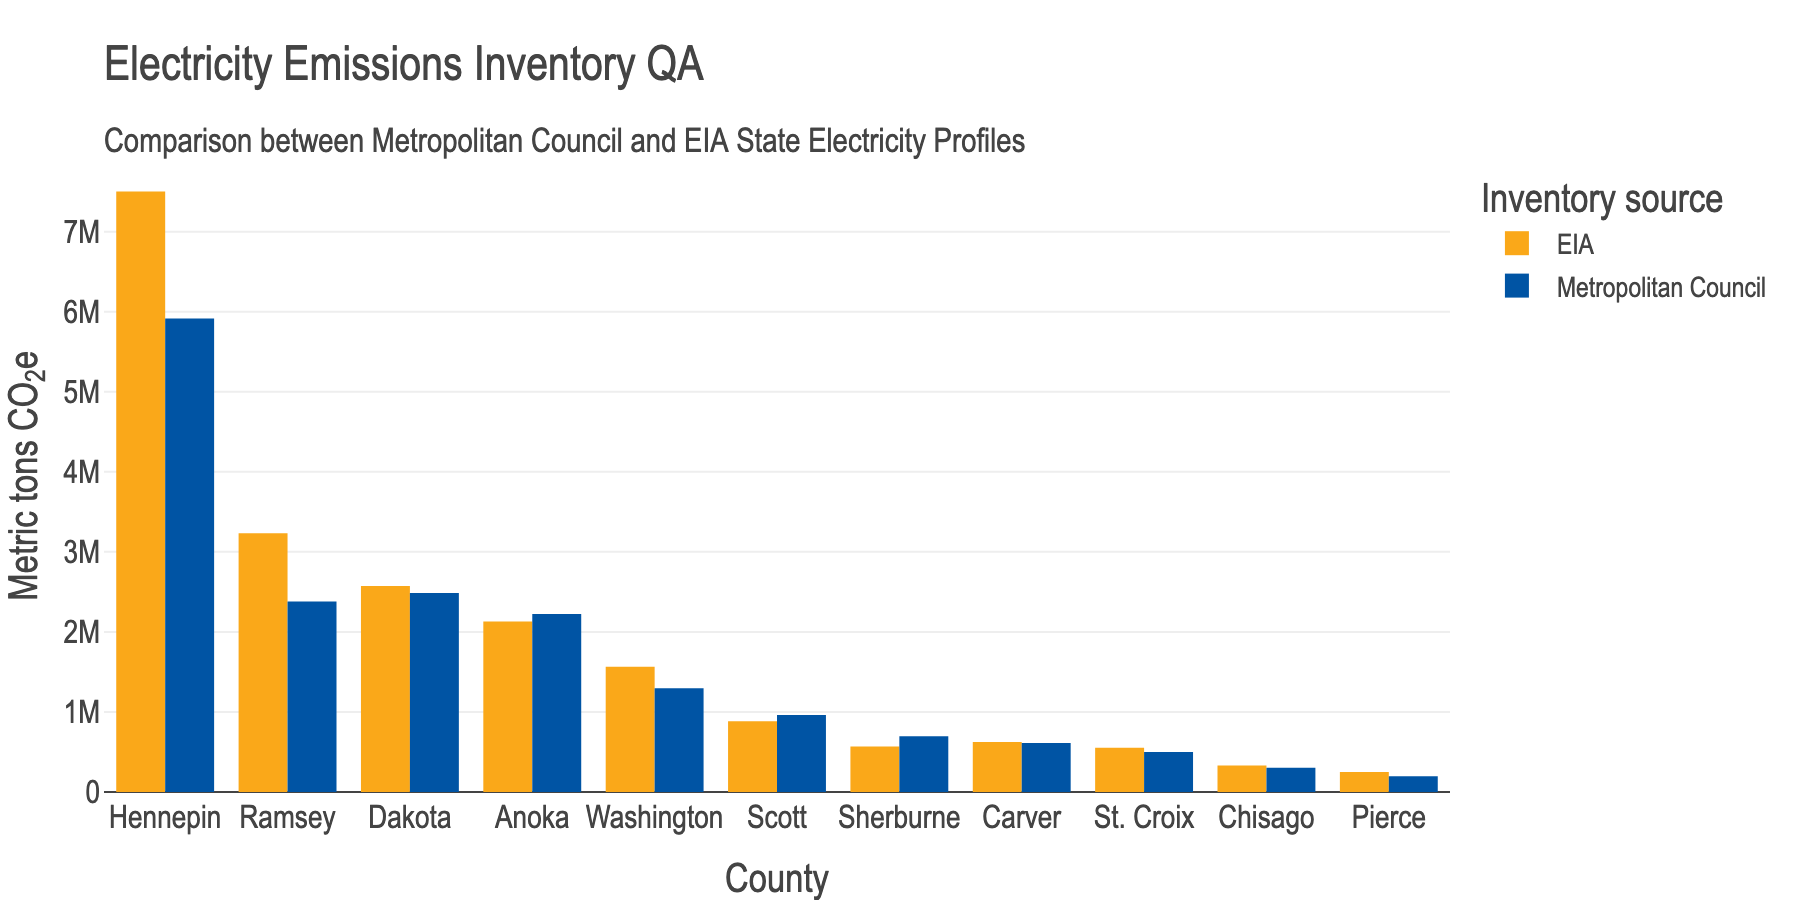 Electricity Emissions Inventory QA
Comparison between Metropolitan Council and EIA State Electricity Profiles
Inventory source
EIA
Metropolitan Council
Metric tons CO₂e
7M
6M
5M
4M
3M
2M
1M
0
Hennepin Ramsey Dakota Anoka Washington Scott Sherburne Carver St. Croix Chisago Pierce
County